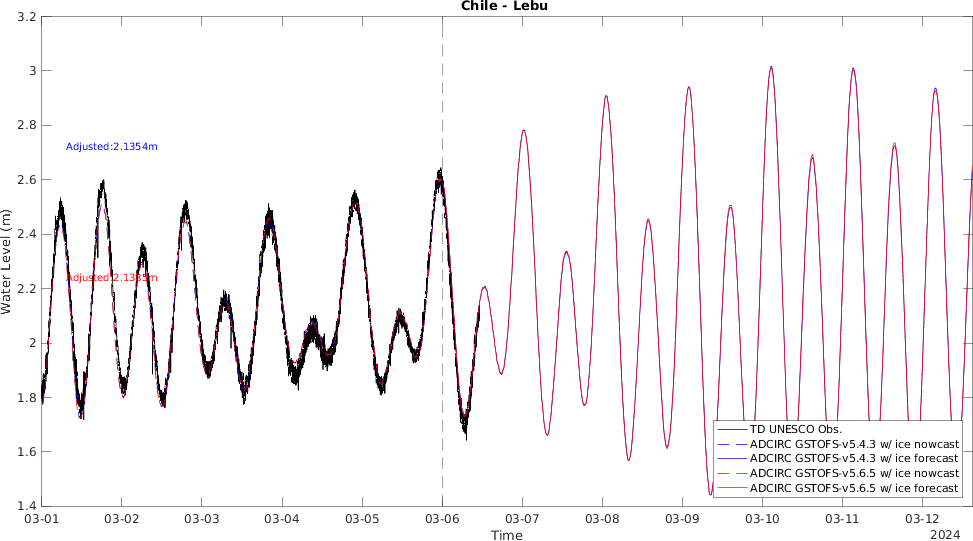 Chile - Lebu
3.2
3
2.8
2.6
2.4
2.2
2
1.8
1.6
1.4
Water Level (m)
Adjusted:2.1354m
Adjusted:2.1385m
TD UNESCO Obs.
ADCIRC GSTOFS-v5.4.3 w/ ice nowcast
ADCIRC GSTOFS-v5.4.3 w/ ice forecast
ADCIRC GSTOFS-v5.6.5 w/ ice nowcast
ADCIRC GSTOFS-v5.6.5 w/ ice forecast
03-01 03-02 03-03 03-04 03-05 03-06 03-07 03-08 03-09 03-10 03-11 03-12
Time
2024